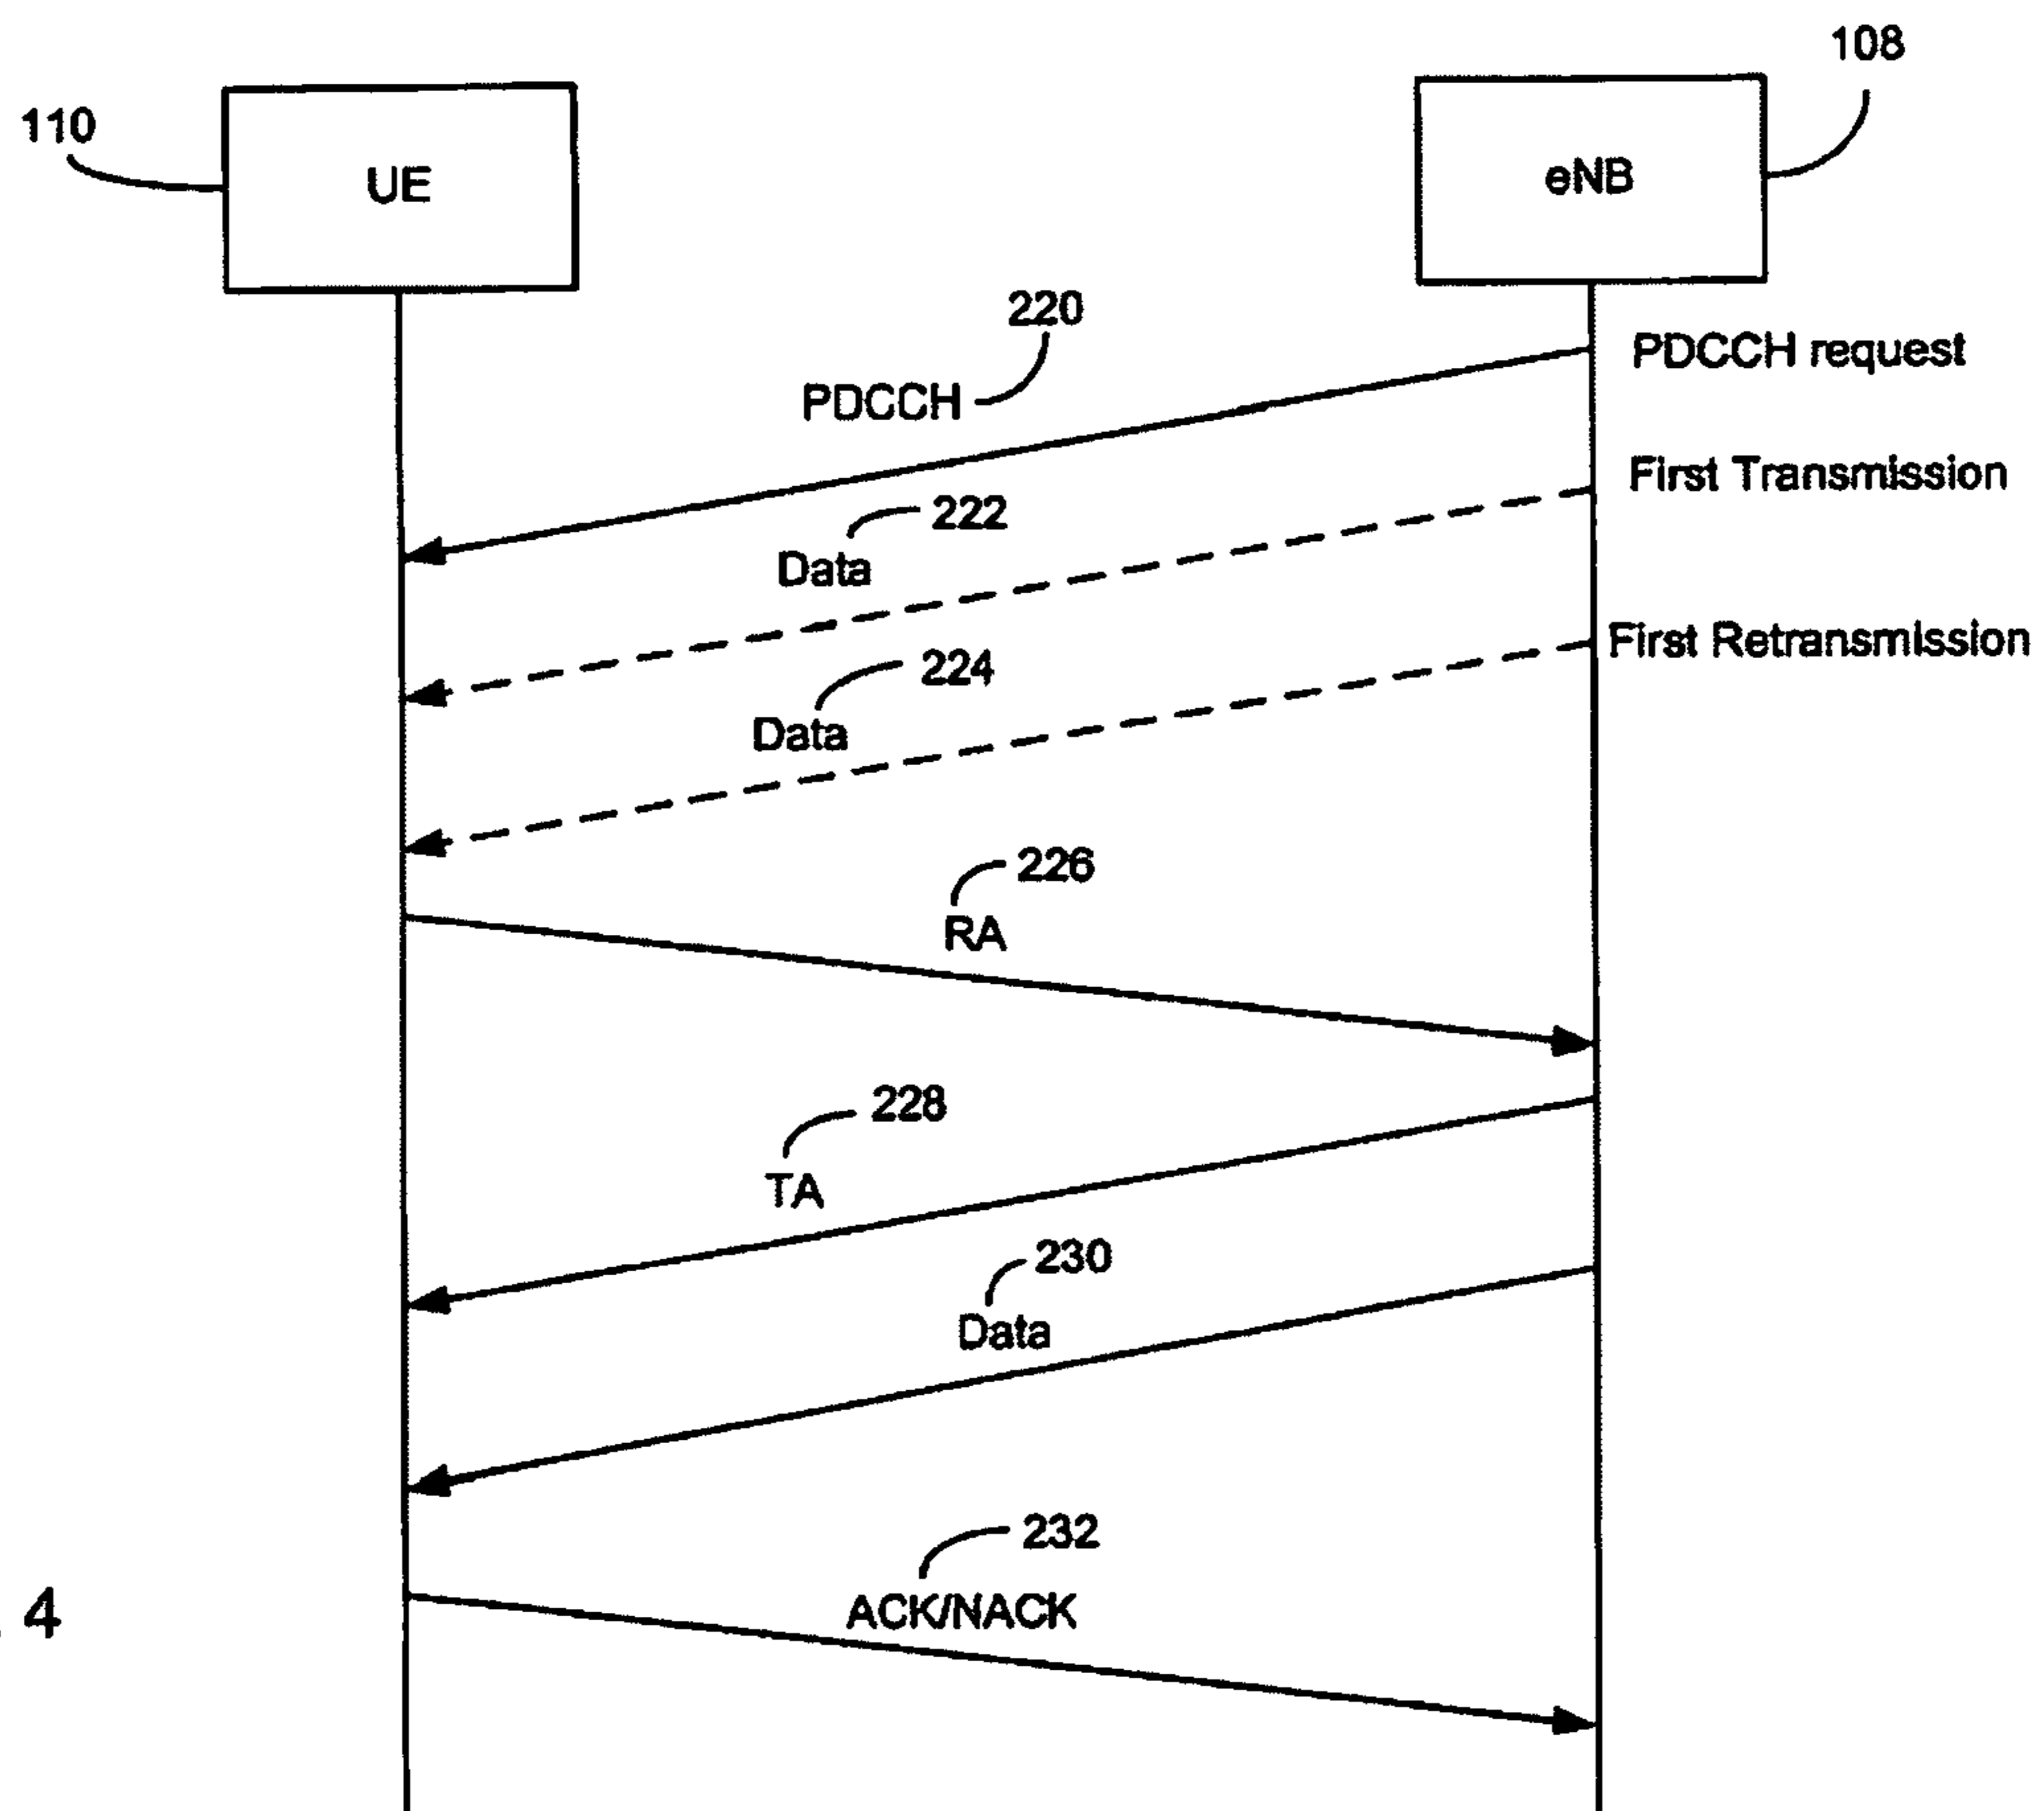 108
110
UE
eNB
220
PDCCH request
PDCCH
First Transmission
222
Data
First Retransmission
224
Data
226
RA
228
TA
230
Data
232
ACK/NACK
4